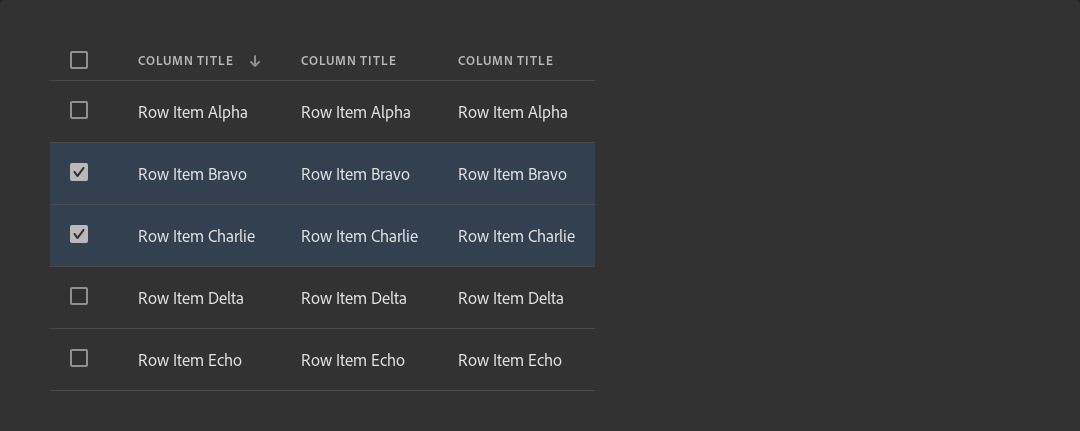 COLUMN TITLE COLUMN TITLE COLUMN TITLE
Row Item Alpha Row Item Alpha Row Item Alpha
Row Item Bravo Row Item Bravo Row Item Bravo
Row Item Charlie Row Item Charlie Row Item Charlie
Row Item Delta Row Item Delta Row Item Delta
Row Item Echo Row Item Echo Row Item Echo